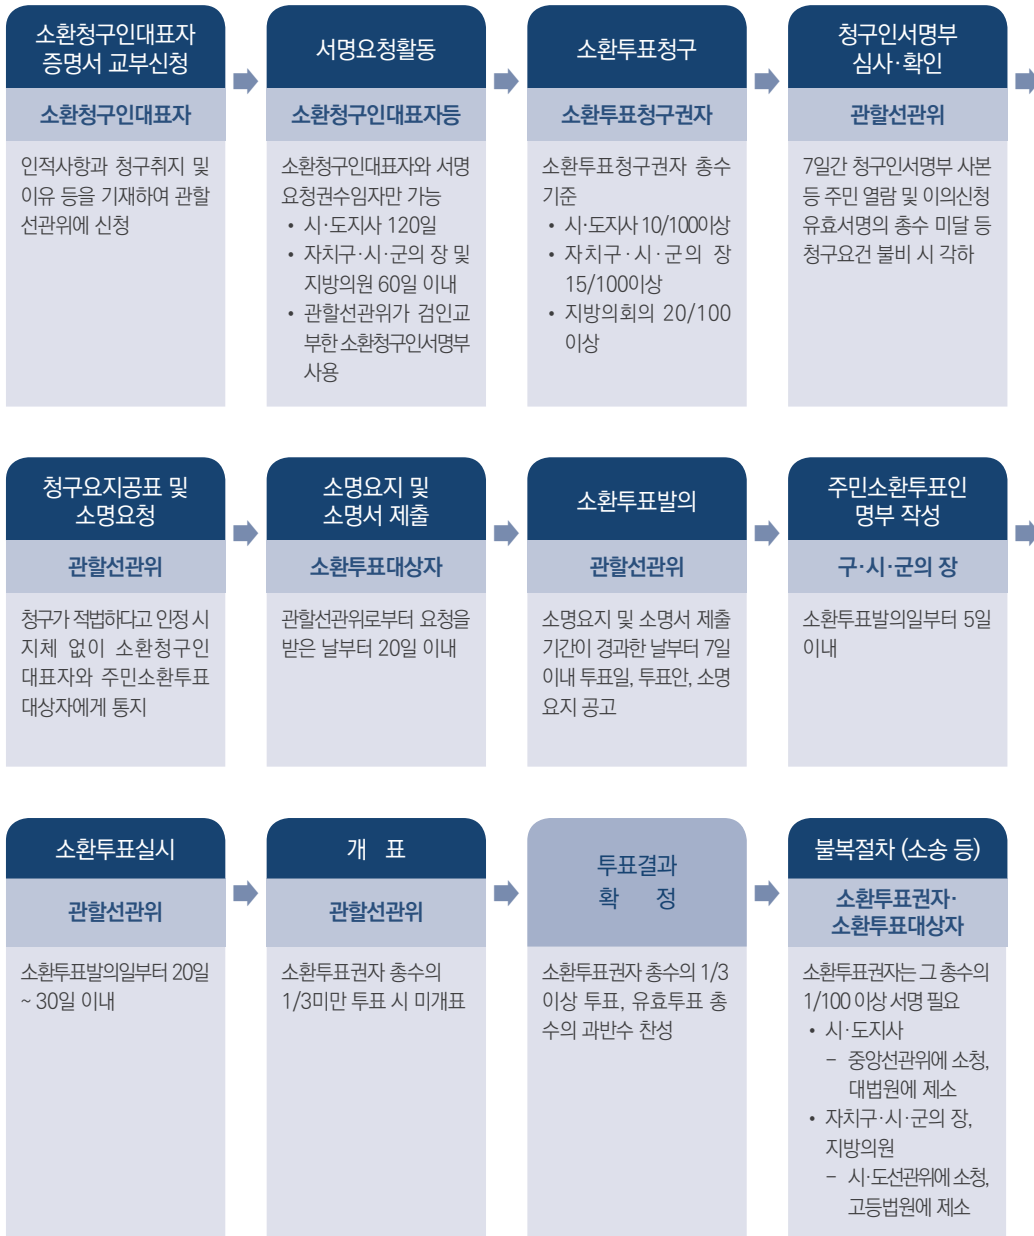 소환청구인대표자
증명서 교부신청
소환청구인대표자
인적사항과 청구취지 및
이유 등을 기재하여 관할
선관위에 신청
서명요청활동
소환청구인대표자등
소환청구인대표자와 서명
요청권수임자만 가능
• 시·도지사 120일
• 자치구·시·군의 장 및
지방의원 60일 이내
• 관할선관위가 검인교
부한 소환청구인서명부
사용
소환투표청구
소환투표청구권자
소환투표청구권자 총수
기준
• 시·도지사 10/100이상
• 자치구·시·군의 장
15/100이상
• 지방의회의 20/100
이상
청구인서명부
심사·확인
관할선관위
7일간 청구인서명부 사본
등 주민 열람 및 이의신청
유효서명의 총수 미달 등
청구요건 불비 시 각하
청구요지공표 및
소명요청
관할선관위
청구가 적법하다고 인정 시
지체 없이 소환청구인
대표자와 주민소환투표
대상자에게 통지
소명요지 및
소명서 제출
소환투표대상자
관할선관위로부터 요청을
받은 날부터 20일 이내
소환투표발의
관할선관위
소명요지 및 소명서 제출
기간이 경과한 날부터 7일
이내 투표일, 투표안, 소명
요지 공고
주민소환투표인
명부 작성
구·시·군의 장
소환투표발의일부터 5일
이내
소환투표실시
관할선관위
소환투표발의일부터 20일
~ 30일 이내
개 표
관할선관위
소환투표권자 총수의
1/3미만 투표 시 미개표
투표결과
확 정
소환투표권자 총수의 1/3
이상 투표, 유효투표 총
수의 과반수 찬성
불복절차 (소송 등)
소환투표권자·
소환투표대상자
소환투표권자는 그 총수의
1/100 이상 서명 필요
• 시·도지사
- 중앙선관위에 소청,
대법원에 제소
• 자치구·시·군의 장,
지방의원
- 시·도선관위에 소청,
고등법원에 제소